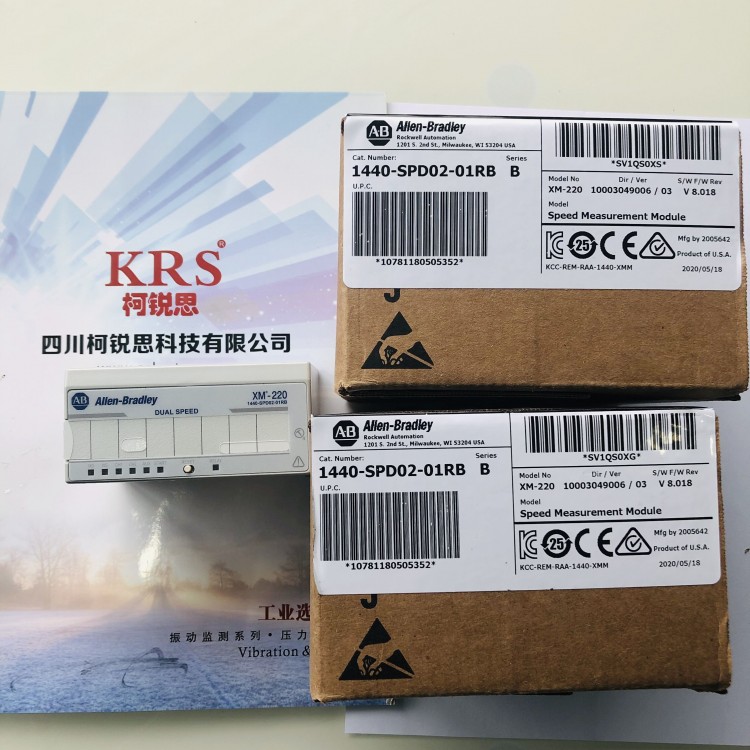 KRS®
柯锐思
四川柯锐思科技有限公司
AB Allen-Bradley
XM-220
1440-SPD02-01RB
DUAL SPEED
工业选
振动监测系列·压力
Vibration &
AB Allen-Bradley
Rockwell Automation
1201 S. 2nd St., Milwaukee, WI 53204 USA
Cat. Number: Series
1440-SPD02-01RB B
U.P.C.
*10781180505352*
*SV1QS0XS*
Model No Dir / Ver S/W F/W Rev
XM-220 10003049006 / 03 V 8.018
Model
Speed Measurement Module
25
KCC-REM-RAA-1440-XMM
Mfg by 2005642
Product of U.S.A.
2020/05/18
AB Allen-Bradley
Rockwell Automation
1201 S. 2nd St., Milwaukee, WI 53204 USA
Cat. Number: Series
1440-SPD02-01RB B
U.P.C.
*10781180505352*
*SV1QS0XG*
Model No Dir / Ver S/W F/W Rev
XM-220 10003049006 / 03 V 8.018
Model
Speed Measurement Module
25
KCC-REM-RAA-1440-XMM
Mfg by 2005642
Product of U.S.A.
2020/05/18